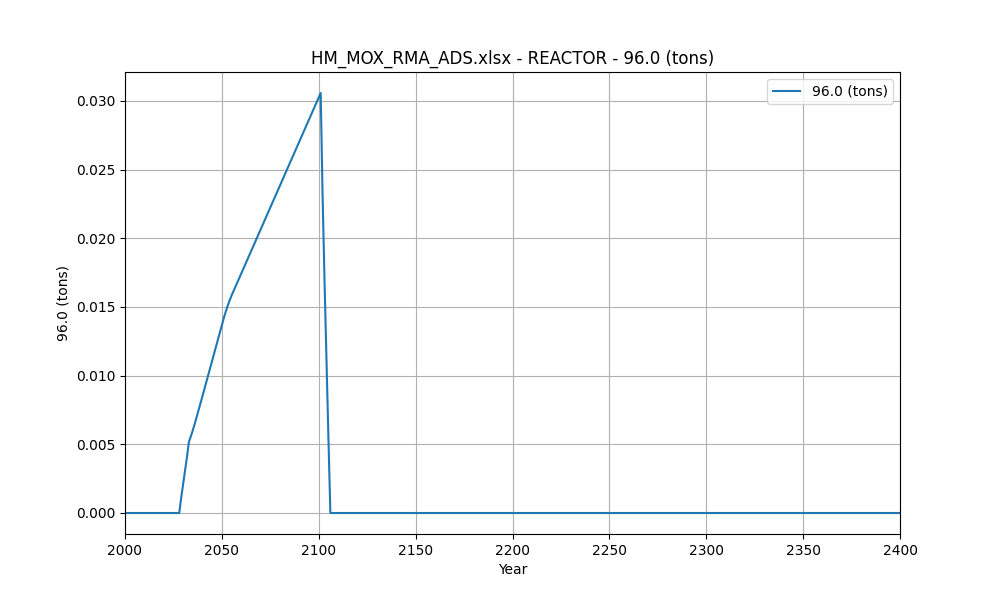 HM_MOX_RMA_ADS.xlsx - REACTOR - 96.0 (tons)
96.0 (tons)
0.030
0.025
0.020
0.015
0.010
0.005
0.000
96.0 (tons)
2000 2050 2100 2150 2200 2250 2300 2350 2400
Year